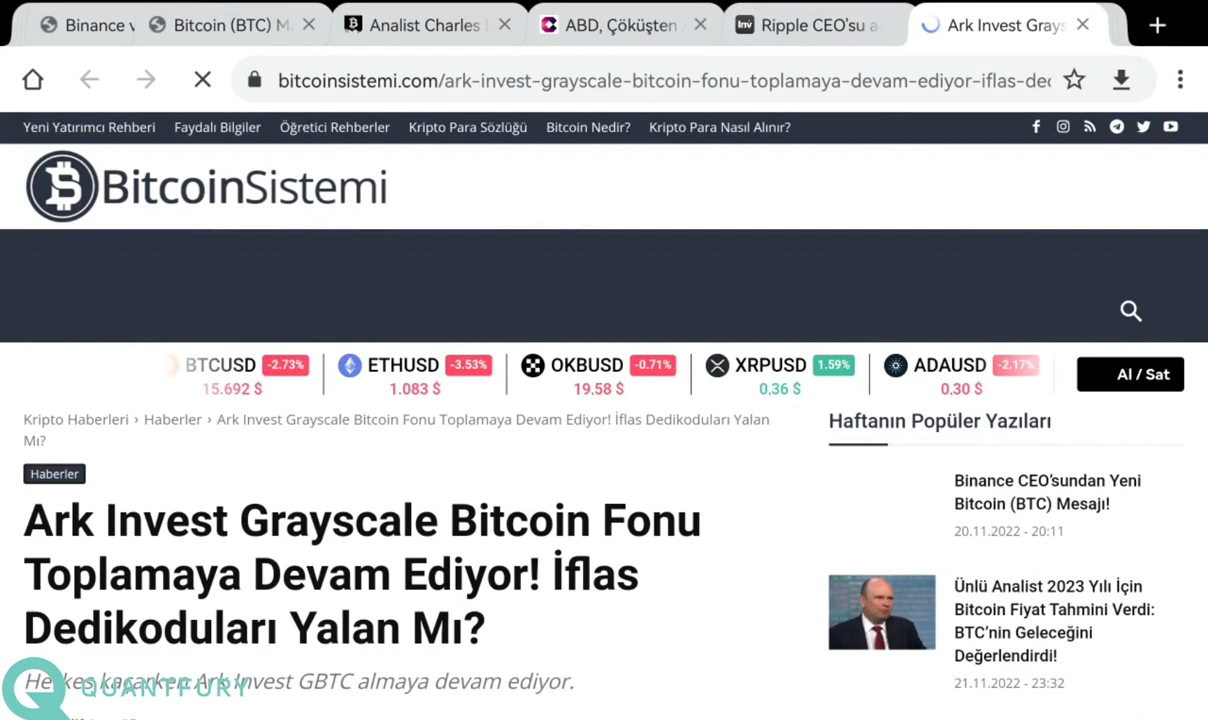 Binance v
Bitcoin (BTC) M
Analist Charles
ABD, Çöküşten
Ripple CEO'su a
Ark Invest Grays
bitcoinsistemi.com/ark-invest-grayscale-bitcoin-fonu-toplamaya-devam-ediyor-iflas-dec
Yeni Yatırımcı Rehberi Faydalı Bilgiler Öğretici Rehberler Kripto Para Sözlüğü Bitcoin Nedir? Kripto Para Nasıl Alınır?
BitcoinSistemi
BTCUSD -2.73%
15.692 $
ETHUSD -3.53%
1.083 $
OKBUSD -0.71%
19.58 $
XRPUSD 1.59%
0.36 $
ADAUSD -2.17%
0.30 $
Al / Sat
Kripto Haberleri › Haberler › Ark Invest Grayscale Bitcoin Fonu Toplamaya Devam Ediyor! İflas Dedikoduları Yalan
Mı?
Haberler
Ark Invest Grayscale Bitcoin Fonu
Toplamaya Devam Ediyor! İflas
Dedikoduları Yalan Mı?
Herkes kaçarken Ark Invest GBTC almaya devam ediyor.
QUANTFURY
Haftanın Popüler Yazıları
Binance CEO'sundan Yeni
Bitcoin (BTC) Mesajı!
20.11.2022 - 20:11
Ünlü Analist 2023 Yılı İçin
Bitcoin Fiyat Tahmini Verdi:
BTC'nin Geleceğini
Değerlendirdi!
21.11.2022 - 23:32